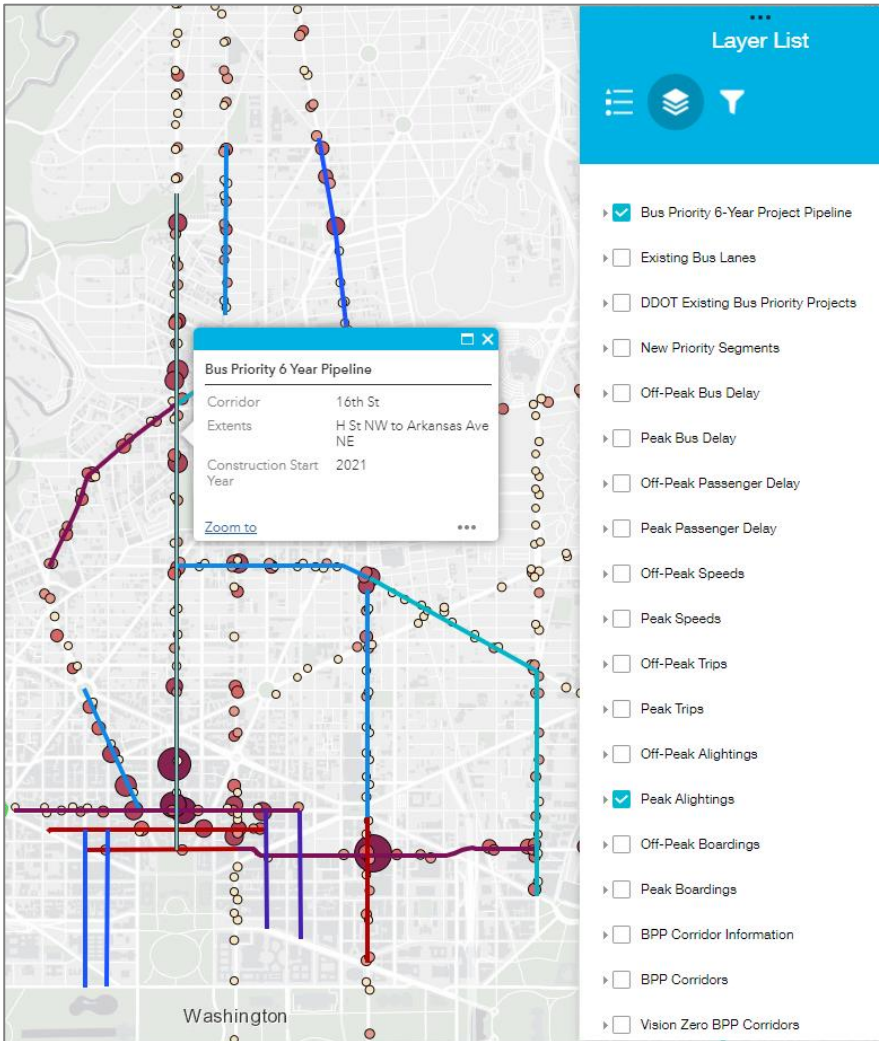 Layer List
Bus Priority 6-Year Project Pipeline
Existing Bus Lanes
DDOT Existing Bus Priority Projects
New Priority Segments
Off-Peak Bus Delay
Peak Bus Delay
Off-Peak Passenger Delay
Peak Passenger Delay
Off-Peak Speeds
Peak Speeds
Off-Peak Trips
Peak Trips
Off-Peak Alightings
Peak Alightings
Off-Peak Boardings
Peak Boardings
BPP Corridor Information
BPP Corridors
Vision Zero BPP Corridors
Bus Priority 6 Year Pipeline
Corridor 16th St
Extents H St NW to Arkansas Ave
NE
Construction Start 2021
Year
Zoom to
Washington